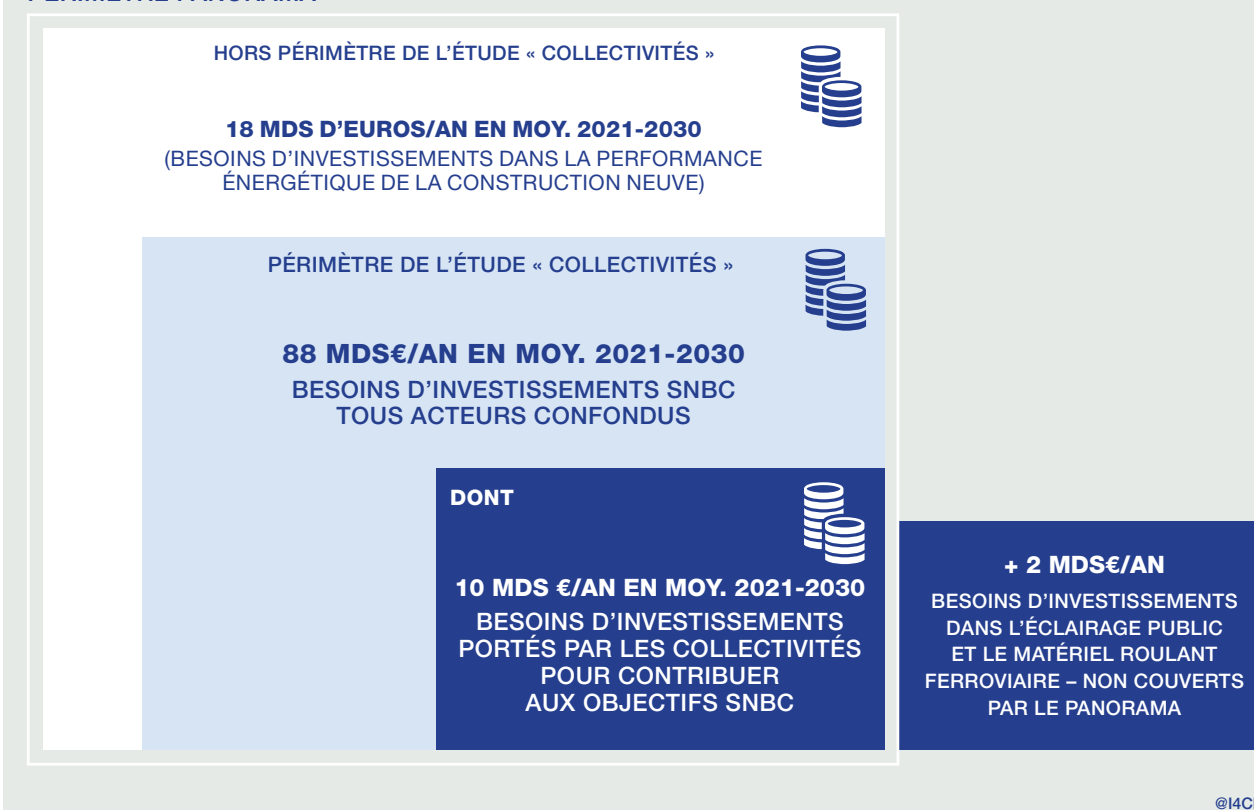 HORS PÉRIMÈTRE DE L'ÉTUDE « COLLECTIVITÉS »
18 MDS D'EUROS/AN EN MOY. 2021-2030
(BESOINS D'INVESTISSEMENTS DANS LA PERFORMANCE
ÉNERGÉTIQUE DE LA CONSTRUCTION NEUVE)
PÉRIMÈTRE DE L'ÉTUDE « COLLECTIVITÉS »
88 MDS€/AN EN MOY. 2021-2030
BESOINS D'INVESTISSEMENTS SNBC
TOUS ACTEURS CONFONDUS
DONT
10 MDS €/AN EN MOY. 2021-2030
BESOINS D'INVESTISSEMENTS
PORTÉS PAR LES COLLECTIVITÉS
POUR CONTRIBUER
AUX OBJECTIFS SNBC
+ 2 MDS€/AN
BESOINS D'INVESTISSEMENTS
DANS L'ÉCLAIRAGE PUBLIC
ET LE MATÉRIEL ROULANT
FERROVIAIRE – NON COUVERTS
PAR LE PANORAMA
@I4C